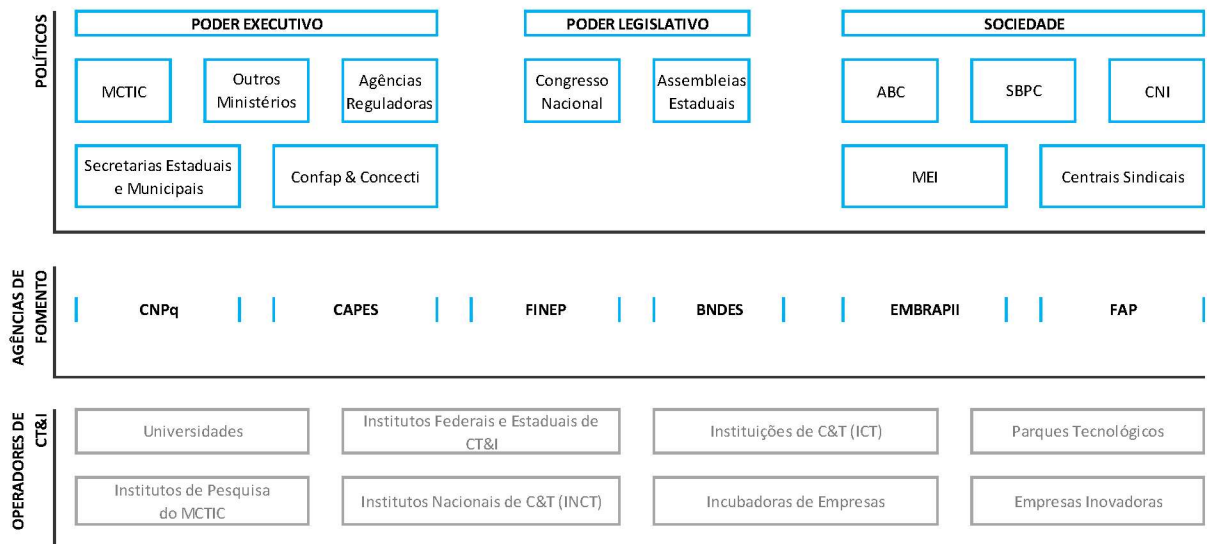 POLÍTICOS
PODER EXECUTIVO
PODER LEGISLATIVO
SOCIEDADE
MCTIC
Outros
Ministérios
Agências
Reguladoras
Congresso
Nacional
Assembleias
Estaduais
ABC
SBPC
CNI
Secretarias Estaduais
e Municipais
Confap & Concecti
MEI
Centrais Sindicais
AGÊNCIAS DE
FOMENTO
CNPq
CAPES
FINEP
BNDES
EMBRAPII
FAP
OPERADORES DE
CT&I
Universidades
Institutos Federais e Estaduais de
CT&I
Instituições de C&T (ICT)
Parques Tecnológicos
Institutos de Pesquisa
do MCTIC
Institutos Nacionais de C&T (INCT)
Incubadoras de Empresas
Empresas Inovadoras